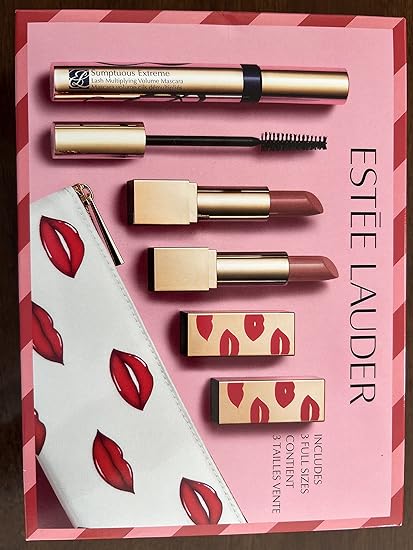 Sumptuous Extreme
Lash Multiplying Volume Mascara
ESTĒE LAUDER
INCLUDES
3 FULL SIZES
CONTIENT
3 TAILLES VENTE